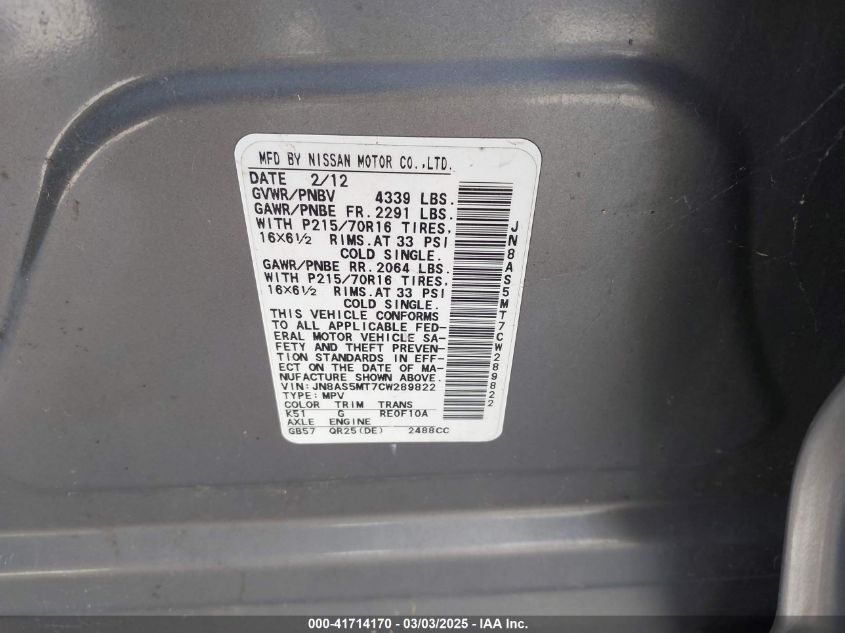 MFD BY NISSAN MOTOR CO.,LTD.
DATE 2/12
GVWR/PNBV 4339 LBS.
GAWR/PNBE FR. 2291 LBS.
WITH P215/70R16 TIRES,
16×6½ RIMS.AT 33 PSI
COLD SINGLE.
GAWR/PNBE RR. 2064 LBS.
WITH P215/70R16 TIRES,
16×6½ RIMS.AT 33 PSI
COLD SINGLE.
THIS VEHICLE CONFORMS
TO ALL APPLICABLE FED-
ERAL MOTOR VEHICLE SA-
FETY AND THEFT PREVEN-
TION STANDARDS IN EFF-
ECT ON THE DATE OF MA-
NUFACTURE SHOWN ABOVE.
VIN: JN8AS5MT7CW289822
TYPE: MPV
COLOR TRIM TRANS
K51 G RE0F10A
AXLE ENGINE
GB57 QR25(DE) 2488CC
JN8AS5MT7CW289822
000-41714170 — 03/03/2025 — IAA Inc.